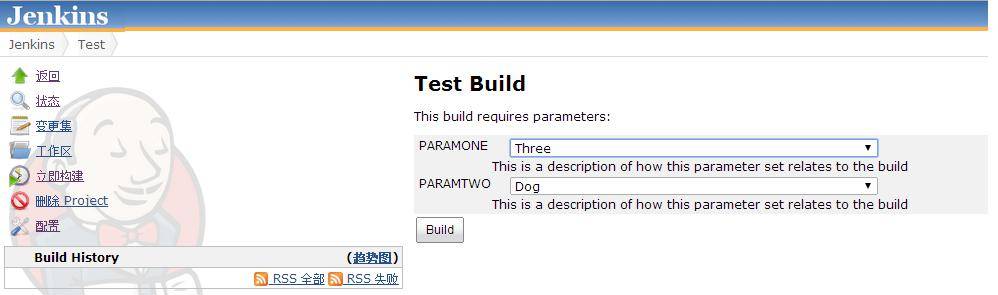 Jenkins
Jenkins Test
返回
状态
变更集
工作区
立即构建
删除 Project
配置
Build History (趋势图)
RSS 全部 RSS 失败
Test Build
This build requires parameters:
PARAMONE Three
This is a description of how this parameter set relates to the build
PARAMTWO Dog
This is a description of how this parameter set relates to the build
Build